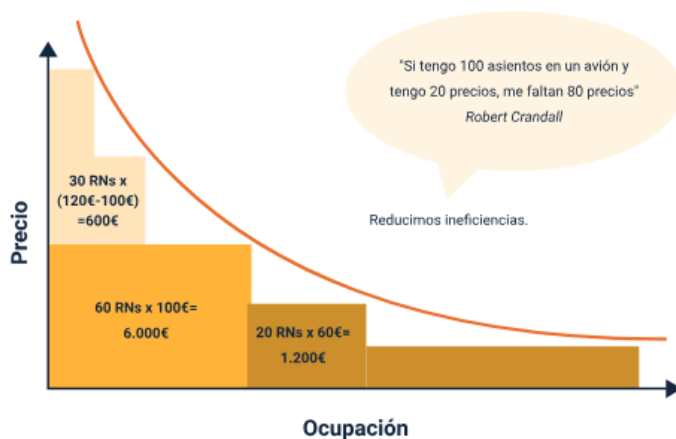 "Si tengo 100 asientos en un avión y
tengo 20 precios, me faltan 80 precios"
Robert Crandall
Reducimos ineficiencias.
Precio
30 RNs x
(120€-100€)
=600€
60 RNs x 100€=
6.000€
20 RNs x 60€=
1.200€
Ocupación